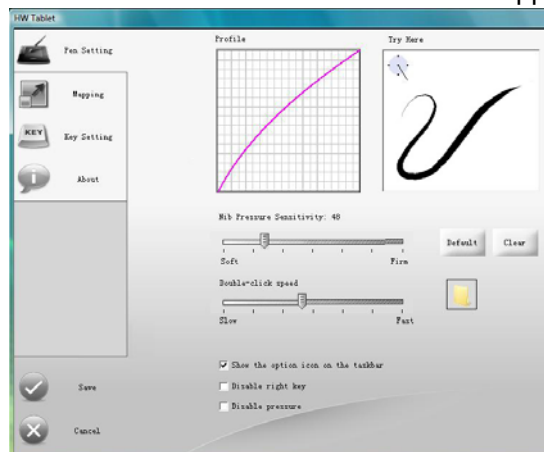 HW Tablet
Pen Setting
Mapping
KEY
Key Setting
About
Save
Cancel
Profile
Try Here
Nib Pressure Sensitivity: 48
Soft
Firm
Default
Clear
Double-click speed
Slow
Fast
Show the option icon on the taskbar
Disable right key
Disable pressure